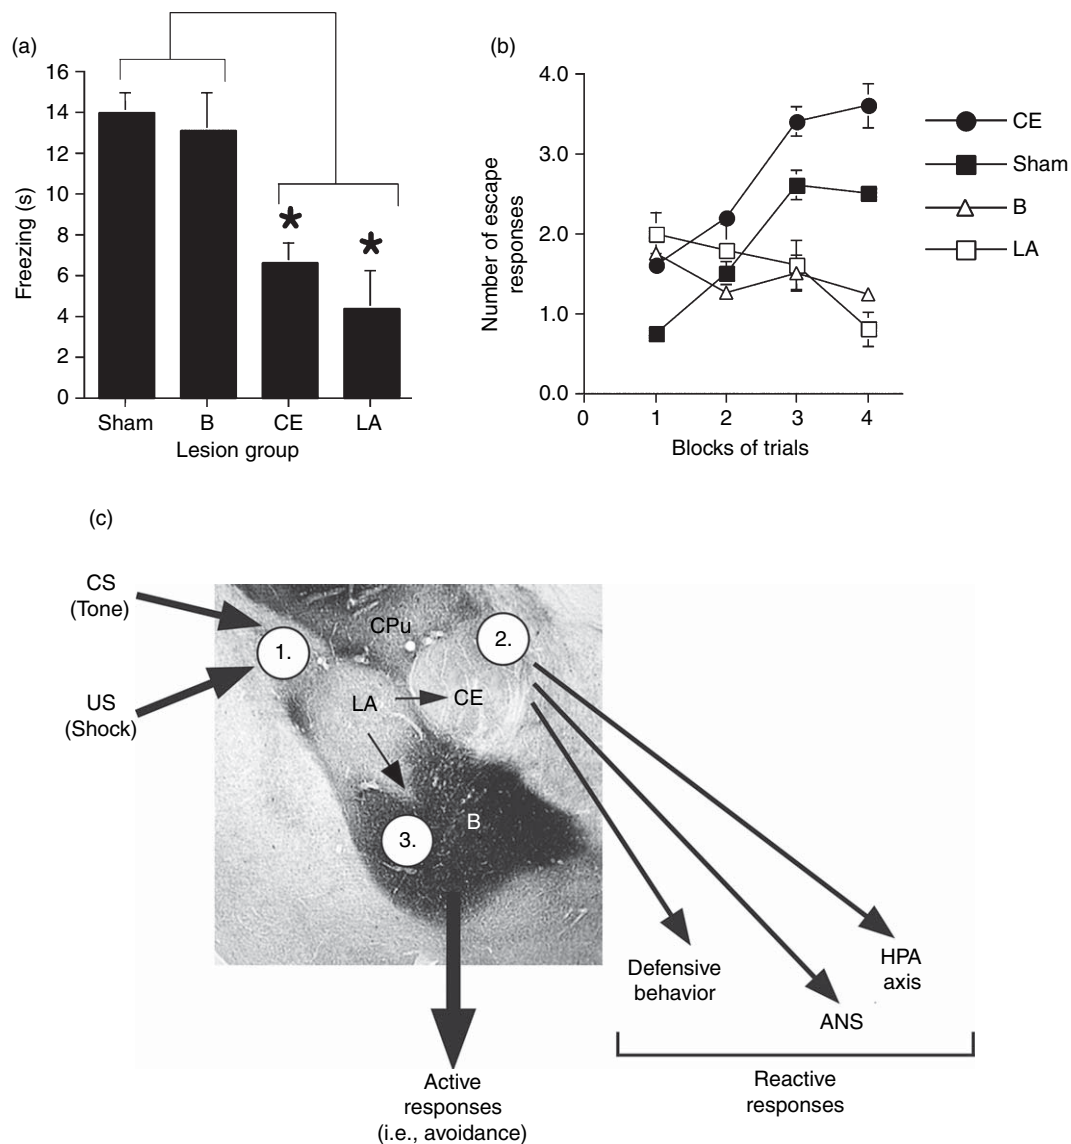 (a)
16
14
12
10
8
6
4
2
0
Freezing (s)
Sham B CE LA
Lesion group
(b)
4.0
3.0
2.0
1.0
0.0
Number of escape
responses
0 1 2 3 4
Blocks of trials
CE
Sham
B
LA
(c)
CS
(Tone)
US
(Shock)
1.
CPu
2.
LA
CE
3.
B
Defensive
behavior
ANS
HPA
axis
Reactive
responses
Active
responses
(i.e., avoidance)